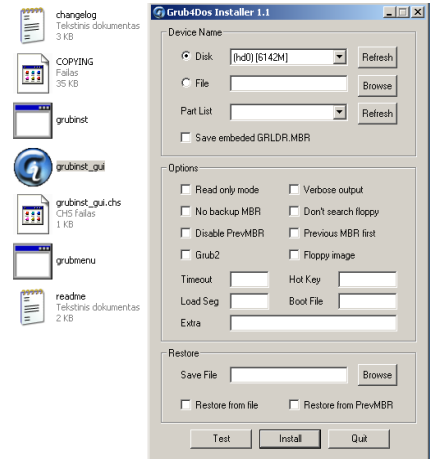 changelog
Tekstinis dokumentas
3 KB
COPYING
Failas
35 KB
grubinst
grubinst_gui
grubinst_gui.chs
CHS failas
1 KB
grubmenu
readme
Tekstinis dokumentas
2 KB
Grub4Dos Installer 1.1
Device Name
Disk (hd0) [6142M] Refresh
File Browse
Part List Refresh
Save embeded GRLDR.MBR
Options
Read only mode Verbose output
No backup MBR Don't search floppy
Disable PrevMBR Previous MBR first
Grub2 Floppy image
Timeout Hot Key
Load Seg Boot File
Extra
Restore
Save File Browse
Restore from file Restore from PrevMBR
Test Install Quit